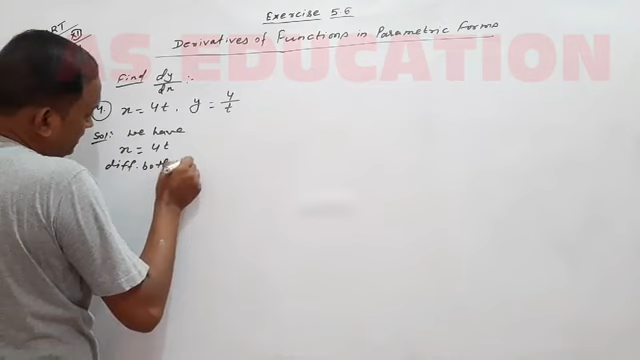 Exercise 5.6
Derivatives of Functions in Parametric Forms
AS EDUCATION
Find dy/dx :-
4. x = 4t, y = 4/t
Sol: We have
x = 4t
diff. both